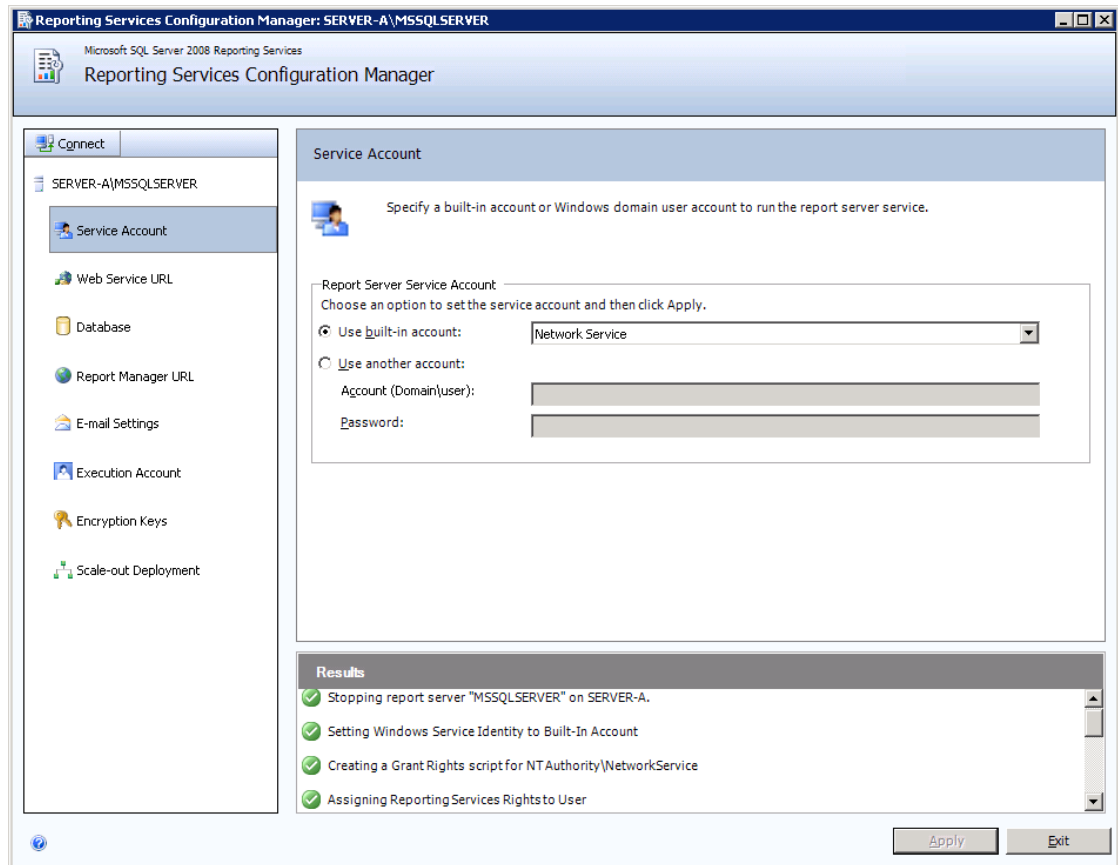 Reporting Services Configuration Manager: SERVER-A\MSSQLSERVER
Microsoft SQL Server 2008 Reporting Services
Reporting Services Configuration Manager
Connect
SERVER-A\MSSQLSERVER
Service Account
Web Service URL
Database
Report Manager URL
E-mail Settings
Execution Account
Encryption Keys
Scale-out Deployment
Service Account
Specify a built-in account or Windows domain user account to run the report server service.
Report Server Service Account
Choose an option to set the service account and then click Apply.
Use built-in account:
Network Service
Use another account:
Account (Domain\user):
Password:
Results
Stopping report server "MSSQLSERVER" on SERVER-A.
Setting Windows Service Identity to Built-In Account
Creating a Grant Rights script for NT Authority\NetworkService
Assigning Reporting Services Rights to User
Apply
Exit